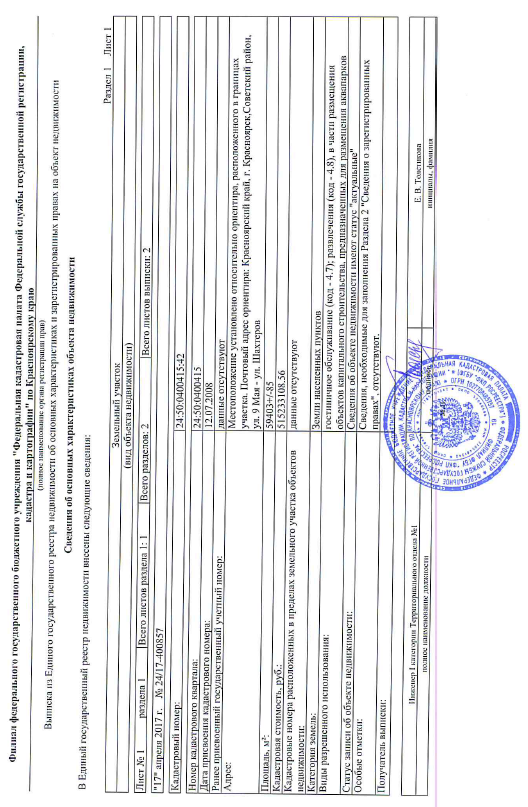 Филиал федерального государственного бюджетного учреждения "Федеральная кадастровая палата Федеральной службы государственной регистрации,
кадастра и картографии" по Красноярскому краю
(полное наименование органа регистрации прав)
Выписка из Единого государственного реестра недвижимости об основных характеристиках и зарегистрированных правах на объект недвижимости
Сведения об основных характеристиках объекта недвижимости
В Единый государственный реестр недвижимости внесены следующие сведения:
Раздел 1 Лист 1
Земельный участок
(вид объекта недвижимости)
Лист № 1 раздела 1 Всего листов раздела 1: 1 Всего разделов: 2 Всего листов выписки: 2
"17" апреля 2017 г. № 24/17-400857
Кадастровый номер: 24:50:0400415:42
Номер кадастрового квартала: 24:50:0400415
Дата присвоения кадастрового номера: 12.07.2008
Ранее присвоенный государственный учетный номер: данные отсутствуют
Адрес: Местоположение установлено относительно ориентира, расположенного в границах
участка. Почтовый адрес ориентира: Красноярский край, г. Красноярск,Советский район,
ул. 9 Мая - ул. Шахтеров
Площадь, м²: 59403+/-85
Кадастровая стоимость, руб.: 515233108.56
Кадастровые номера расположенных в пределах земельного участка объектов
недвижимости: данные отсутствуют
Категория земель: Земли населенных пунктов
Виды разрешенного использования: гостиничное обслуживание (код - 4.7); развлечения (код - 4.8), в части размещения
объектов капитального строительства, предназначенных для размещения аквапарков
Статус записи об объекте недвижимости: Сведения об объекте недвижимости имеют статус "актуальные"
Особые отметки: Сведения, необходимые для заполнения Раздела 2 "Сведения о зарегистрированных
правах", отсутствуют.
Получатель выписки:
Инженер I категории Территориального отдела №1 Е. В. Толстикова
полное наименование должности подпись инициалы, фамилия